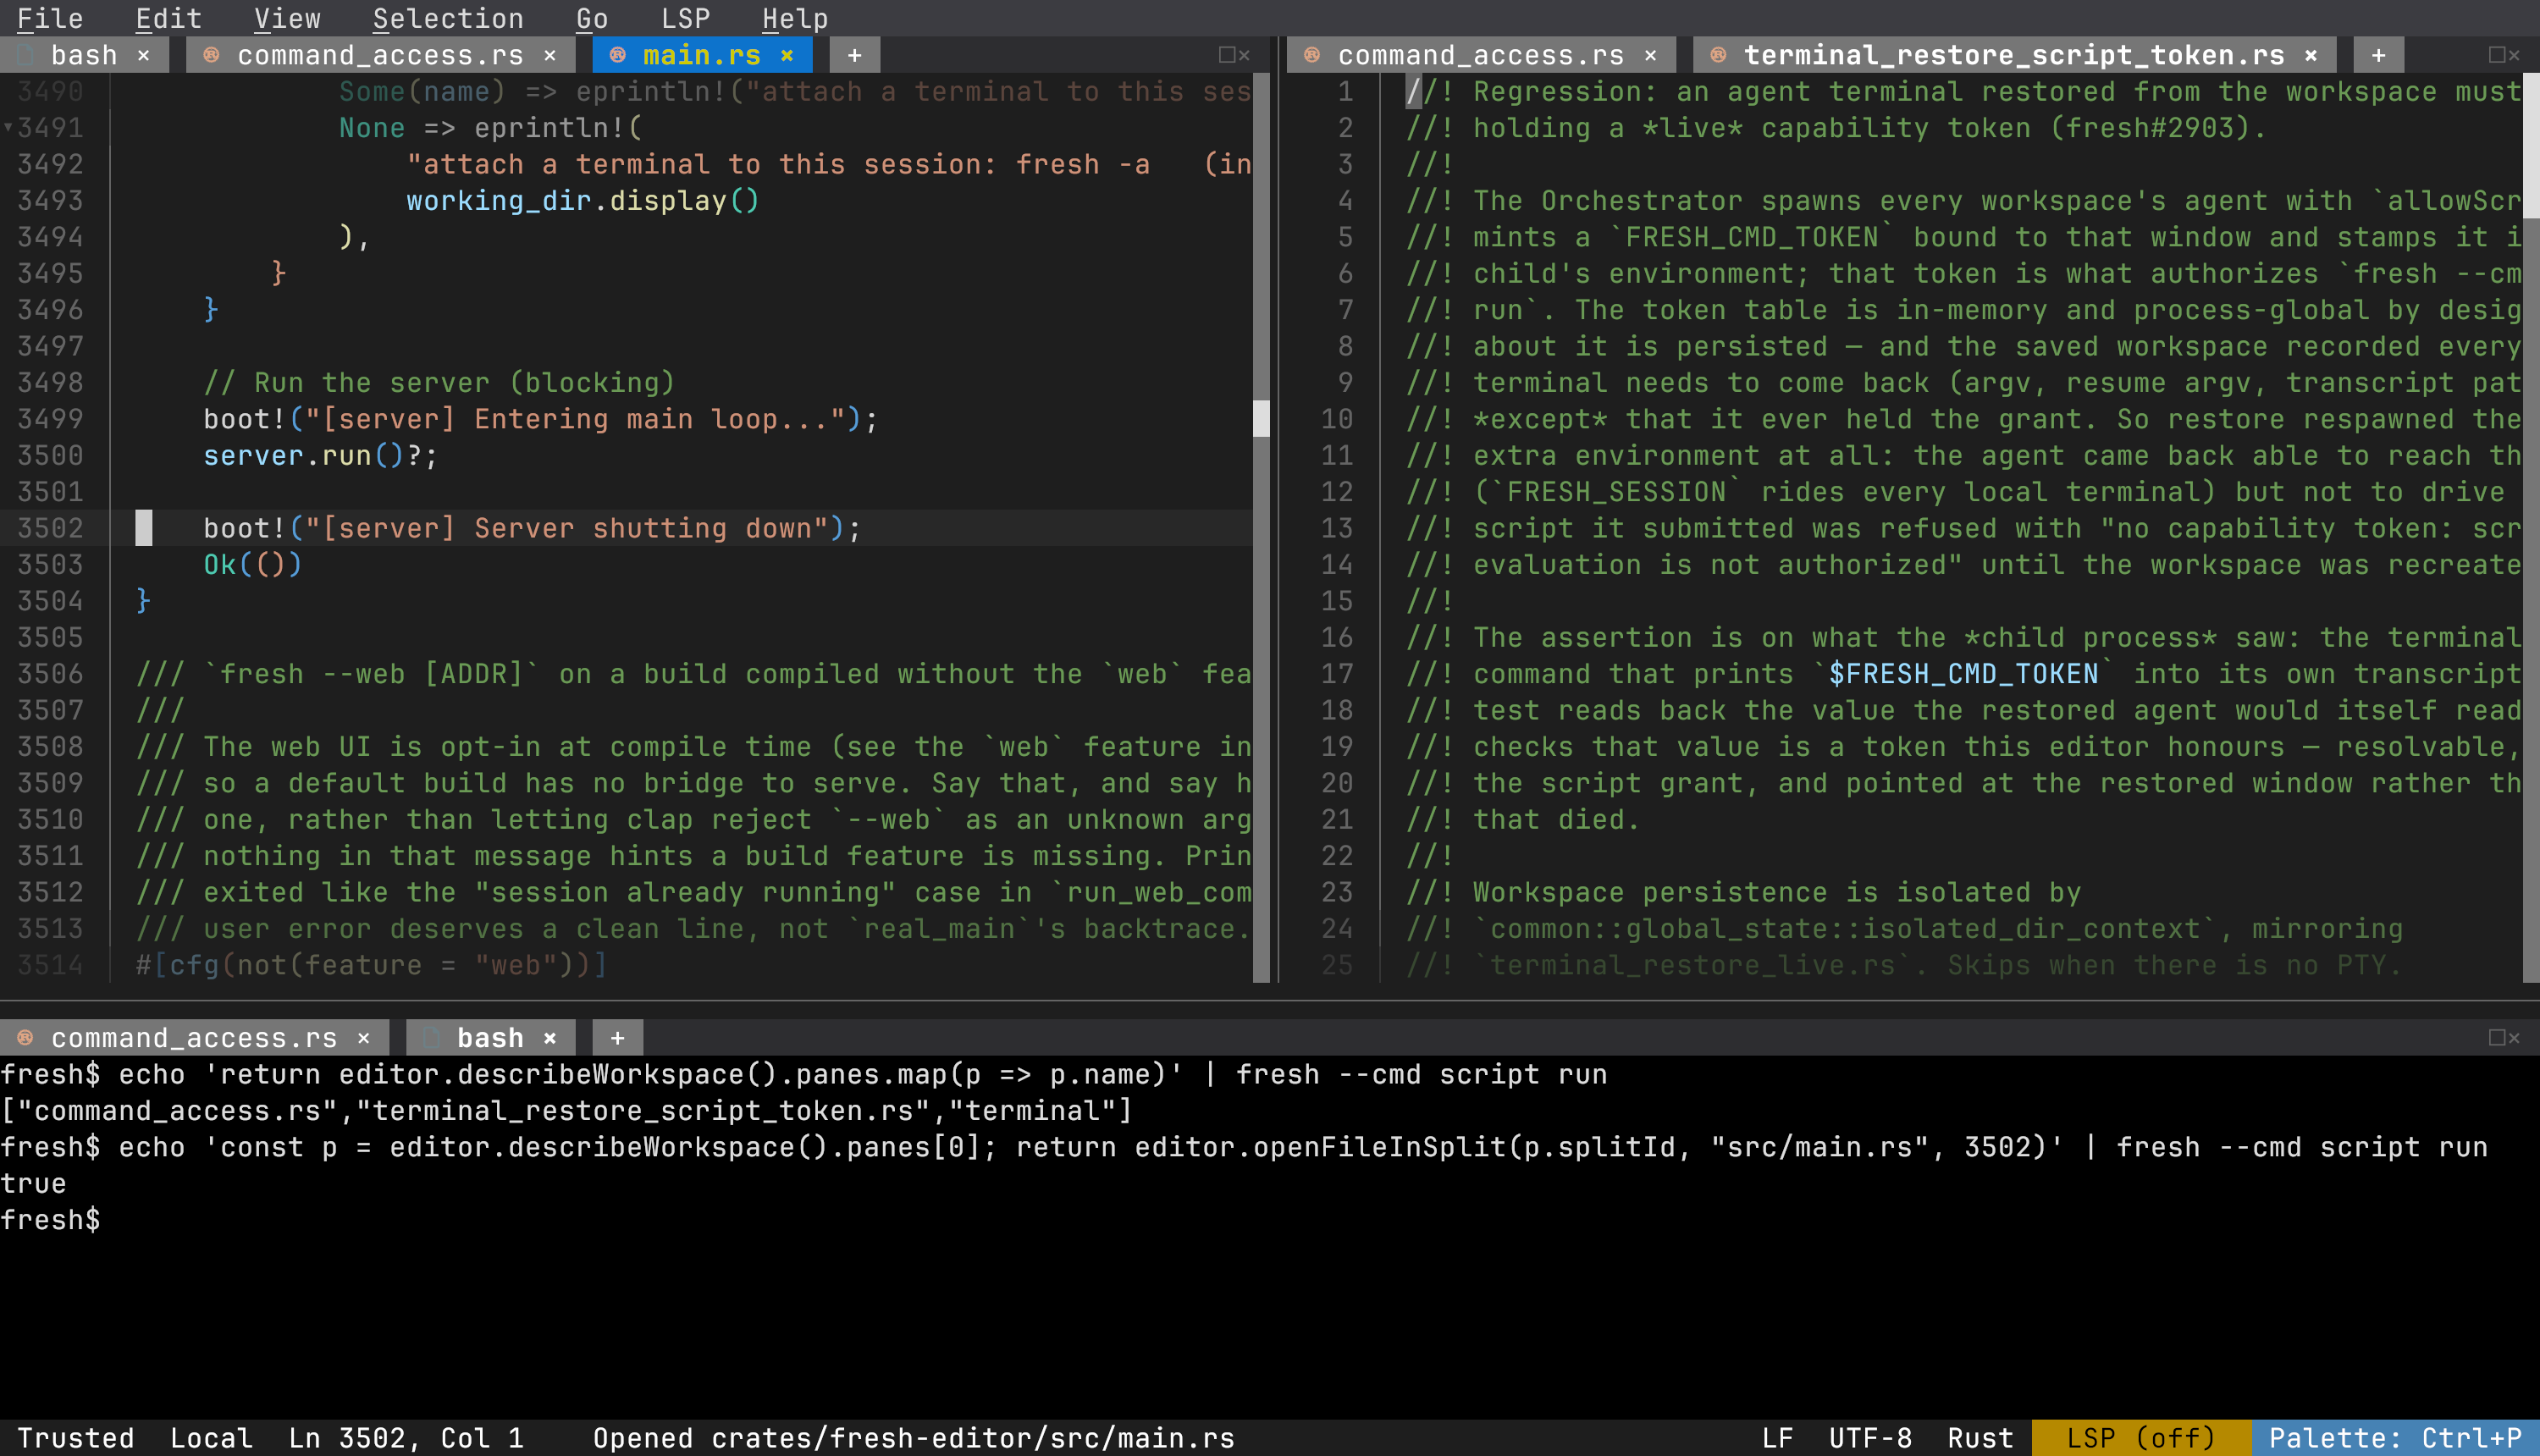 File Edit View Selection Go LSP Help
bash × command_access.rs × main.rs × + □×
3490 Some(name) => eprintln!("attach a terminal to this ses
3491 None => eprintln!(
3492 "attach a terminal to this session: fresh -a (in
3493 working_dir.display()
3494 ),
3495 }
3496 }
3497
3498 // Run the server (blocking)
3499 boot!("[server] Entering main loop...");
3500 server.run()?;
3501
3502 boot!("[server] Server shutting down");
3503 Ok(())
3504 }
3505
3506 /// `fresh --web [ADDR]` on a build compiled without the `web` fea
3507 ///
3508 /// The web UI is opt-in at compile time (see the `web` feature in
3509 /// so a default build has no bridge to serve. Say that, and say h
3510 /// one, rather than letting clap reject `--web` as an unknown arg
3511 /// nothing in that message hints a build feature is missing. Prin
3512 /// exited like the "session already running" case in `run_web_com
3513 /// user error deserves a clean line, not `real_main`'s backtrace.
3514 #[cfg(not(feature = "web"))]
command_access.rs × terminal_restore_script_token.rs × + □×
1 //! Regression: an agent terminal restored from the workspace must
2 //! holding a *live* capability token (fresh#2903).
3 //!
4 //! The Orchestrator spawns every workspace's agent with `allowScr
5 //! mints a `FRESH_CMD_TOKEN` bound to that window and stamps it i
6 //! child's environment; that token is what authorizes `fresh --cm
7 //! run`. The token table is in-memory and process-global by desig
8 //! about it is persisted — and the saved workspace recorded every
9 //! terminal needs to come back (argv, resume argv, transcript pat
10 //! *except* that it ever held the grant. So restore respawned the
11 //! extra environment at all: the agent came back able to reach th
12 //! (`FRESH_SESSION` rides every local terminal) but not to drive
13 //! script it submitted was refused with "no capability token: scr
14 //! evaluation is not authorized" until the workspace was recreate
15 //!
16 //! The assertion is on what the *child process* saw: the terminal
17 //! command that prints `$FRESH_CMD_TOKEN` into its own transcript
18 //! test reads back the value the restored agent would itself read
19 //! checks that value is a token this editor honours — resolvable,
20 //! the script grant, and pointed at the restored window rather th
21 //! that died.
22 //!
23 //! Workspace persistence is isolated by
24 //! `common::global_state::isolated_dir_context`, mirroring
25 //! `terminal_restore_live.rs`. Skips when there is no PTY.
command_access.rs × bash × + □×
fresh$ echo 'return editor.describeWorkspace().panes.map(p => p.name)' | fresh --cmd script run
["command_access.rs","terminal_restore_script_token.rs","terminal"]
fresh$ echo 'const p = editor.describeWorkspace().panes[0]; return editor.openFileInSplit(p.splitId, "src/main.rs", 3502)' | fresh --cmd script run
true
fresh$
Trusted Local Ln 3502, Col 1 Opened crates/fresh-editor/src/main.rs LF UTF-8 Rust LSP (off) Palette: Ctrl+P